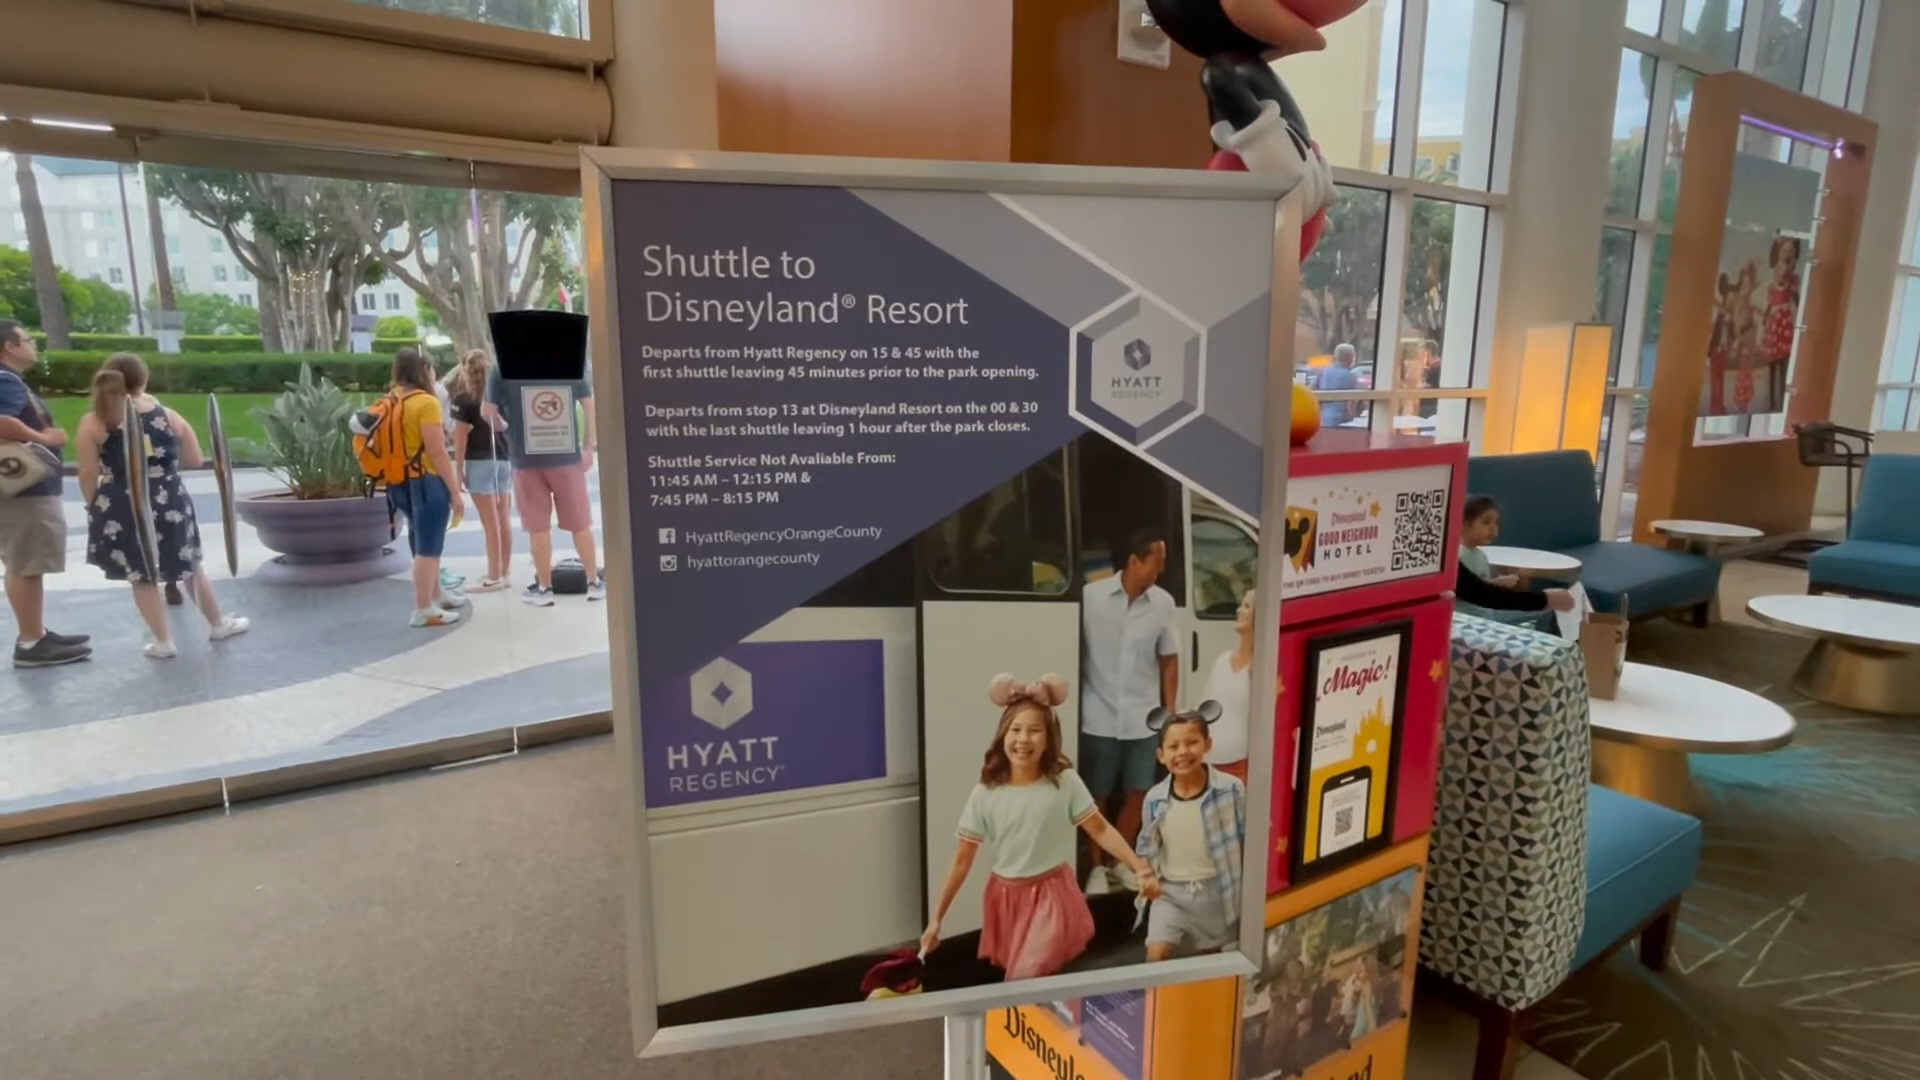 Shuttle to
Disneyland® Resort
Departs from Hyatt Regency on 15 & 45 with the
first shuttle leaving 45 minutes prior to the park opening.
Departs from stop 13 at Disneyland Resort on the 00 & 30
with the last shuttle leaving 1 hour after the park closes.
Shuttle Service Not Avaliable From:
11:45 AM – 12:15 PM &
7:45 PM – 8:15 PM
HyattRegencyOrangeCounty
hyattorangecounty
HYATT
REGENCY
HYATT
REGENCY
Disneyland
GOOD NEIGHBOR
HOTEL
Magic!
Disneyland
Disneyla
nd